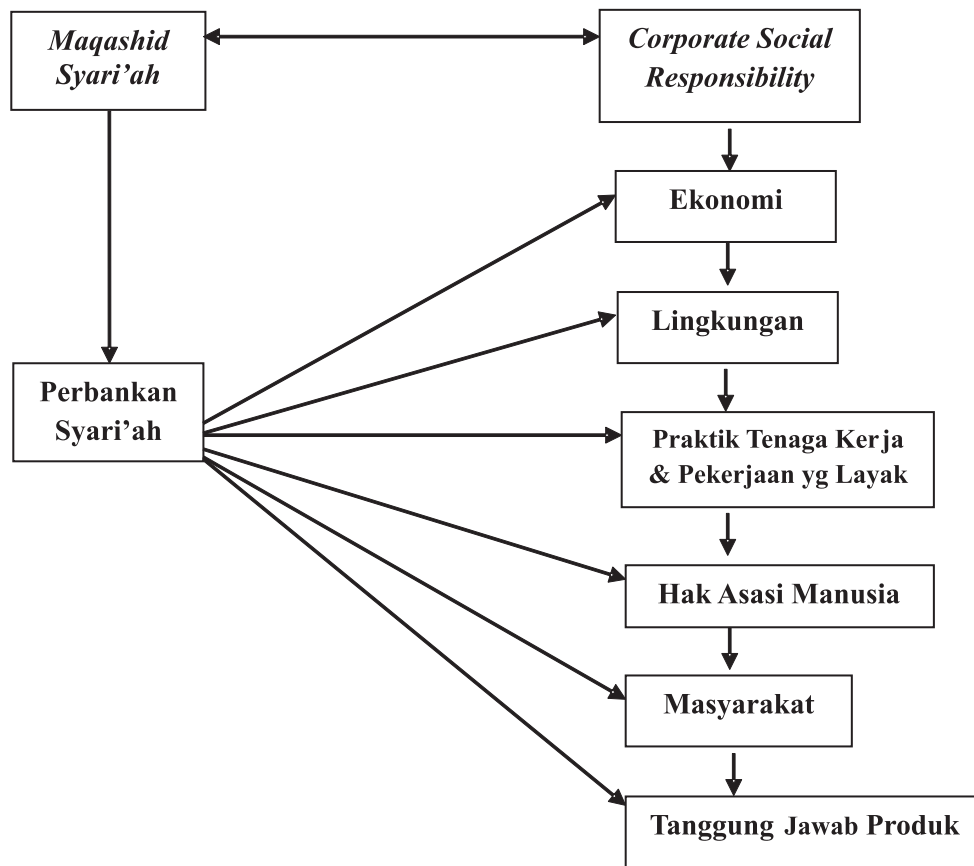 Maqashid
Syari’ah
Corporate Social
Responsibility
Ekonomi
Lingkungan
Perbankan
Syari’ah
Praktik Tenaga Kerja
& Pekerjaan yg Layak
Hak Asasi Manusia
Masyarakat
Tanggung Jawab Produk